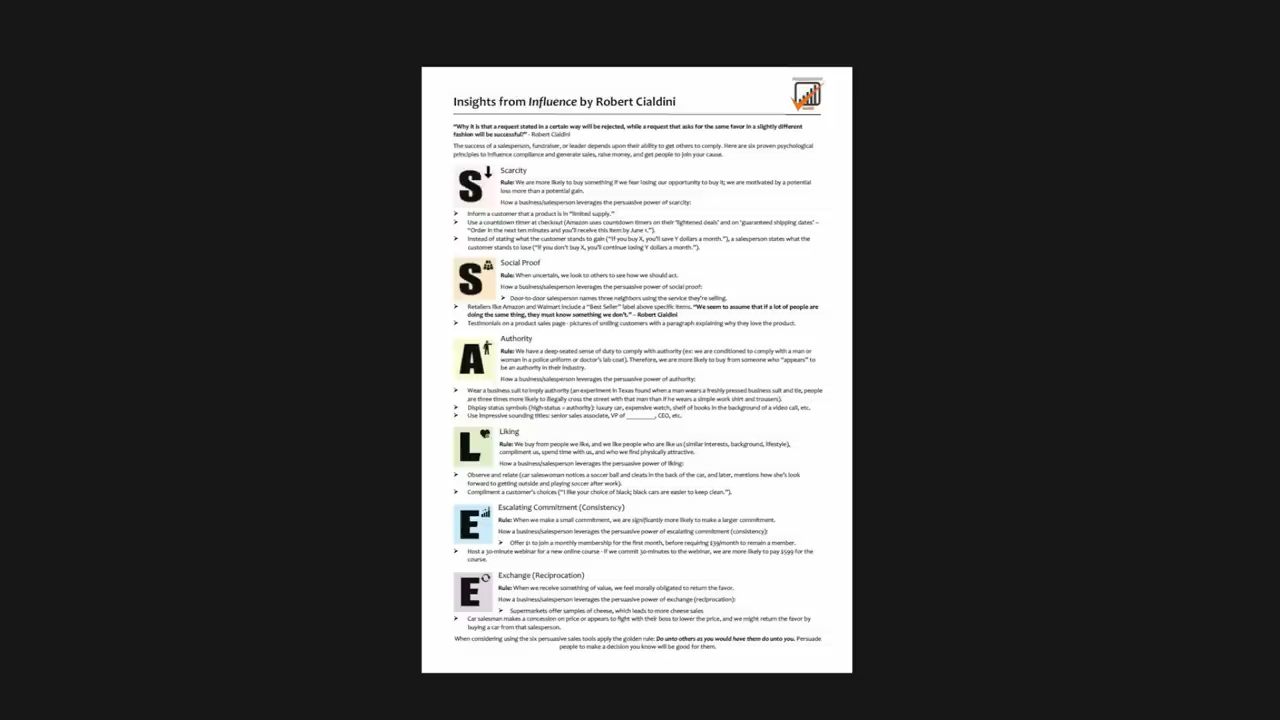 Insights from Influence by Robert Cialdini
"Why it is that a request stated in a certain way will be rejected, while a request that asks for the same favor in a slightly different
fashion will be successful?" - Robert Cialdini
The success of a salesperson, fundraiser, or leader depends upon their ability to get others to comply. Here are six proven psychological
principles to influence compliance and generate sales, raise money, and get people to join your cause.
S
Scarcity
Rule: We are more likely to buy something if we fear losing our opportunity to buy it; we are motivated by a potential
loss more than a potential gain.
How a business/salesperson leverages the persuasive power of scarcity:
➢ Inform a customer that a product is in "limited supply."
➢ Use a countdown timer at checkout (Amazon uses countdown timers on their 'lightened deals' and on 'guaranteed shipping dates' –
"Order in the next ten minutes and you'll receive this item by June 1.").
➢ Instead of stating what the customer stands to gain ("If you buy X, you'll save Y dollars a month."), a salesperson states what the
customer stands to lose ("If you don't buy X, you'll continue losing Y dollars a month.").
S
Social Proof
Rule: When uncertain, we look to others to see how we should act.
How a business/salesperson leverages the persuasive power of social proof:
➢ Door-to-door salesperson names three neighbors using the service they're selling.
➢ Retailers like Amazon and Walmart include a "Best Seller" label above specific items. "We seem to assume that if a lot of people are
doing the same thing, they must know something we don't." – Robert Cialdini
➢ Testimonials on a product sales page - pictures of smiling customers with a paragraph explaining why they love the product.
A
Authority
Rule: We have a deep-seated sense of duty to comply with authority (ex: we are conditioned to comply with a man or
woman in a police uniform or doctor's lab coat). Therefore, we are more likely to buy from someone who "appears" to
be an authority in their industry.
How a business/salesperson leverages the persuasive power of authority:
➢ Wear a business suit to imply authority (an experiment in Texas found when a man wears a freshly pressed business suit and tie, people
are three times more likely to illegally cross the street with that man than if he wears a simple work shirt and trousers).
➢ Display status symbols (high-status = authority): luxury car, expensive watch, shelf of books in the background of a video call, etc.
➢ Use impressive sounding titles: senior sales associate, VP of ________, CEO, etc.
L
Liking
Rule: We buy from people we like, and we like people who are like us (similar interests, background, lifestyle),
compliment us, spend time with us, and who we find physically attractive.
How a business/salesperson leverages the persuasive power of liking:
➢ Observe and relate (car saleswoman notices a soccer ball and cleats in the back of the car, and later, mentions how she's look
forward to getting outside and playing soccer after work).
➢ Compliment a customer's choices ("I like your choice of black; black cars are easier to keep clean.").
E
Escalating Commitment (Consistency)
Rule: When we make a small commitment, we are significantly more likely to make a larger commitment.
How a business/salesperson leverages the persuasive power of escalating commitment (consistency):
➢ Offer $1 to join a monthly membership for the first month, before requiring $39/month to remain a member.
➢ Host a 30-minute webinar for a new online course - if we commit 30-minutes to the webinar, we are more likely to pay $599 for the
course.
E
Exchange (Reciprocation)
Rule: When we receive something of value, we feel morally obligated to return the favor.
How a business/salesperson leverages the persuasive power of exchange (reciprocation):
➢ Supermarkets offer samples of cheese, which leads to more cheese sales
➢ Car salesman makes a concession on price or appears to fight with their boss to lower the price, and we might return the favor by
buying a car from that salesperson.
When considering using the six persuasive sales tools apply the golden rule: Do unto others as you would have them do unto you. Persuade
people to make a decision you know will be good for them.